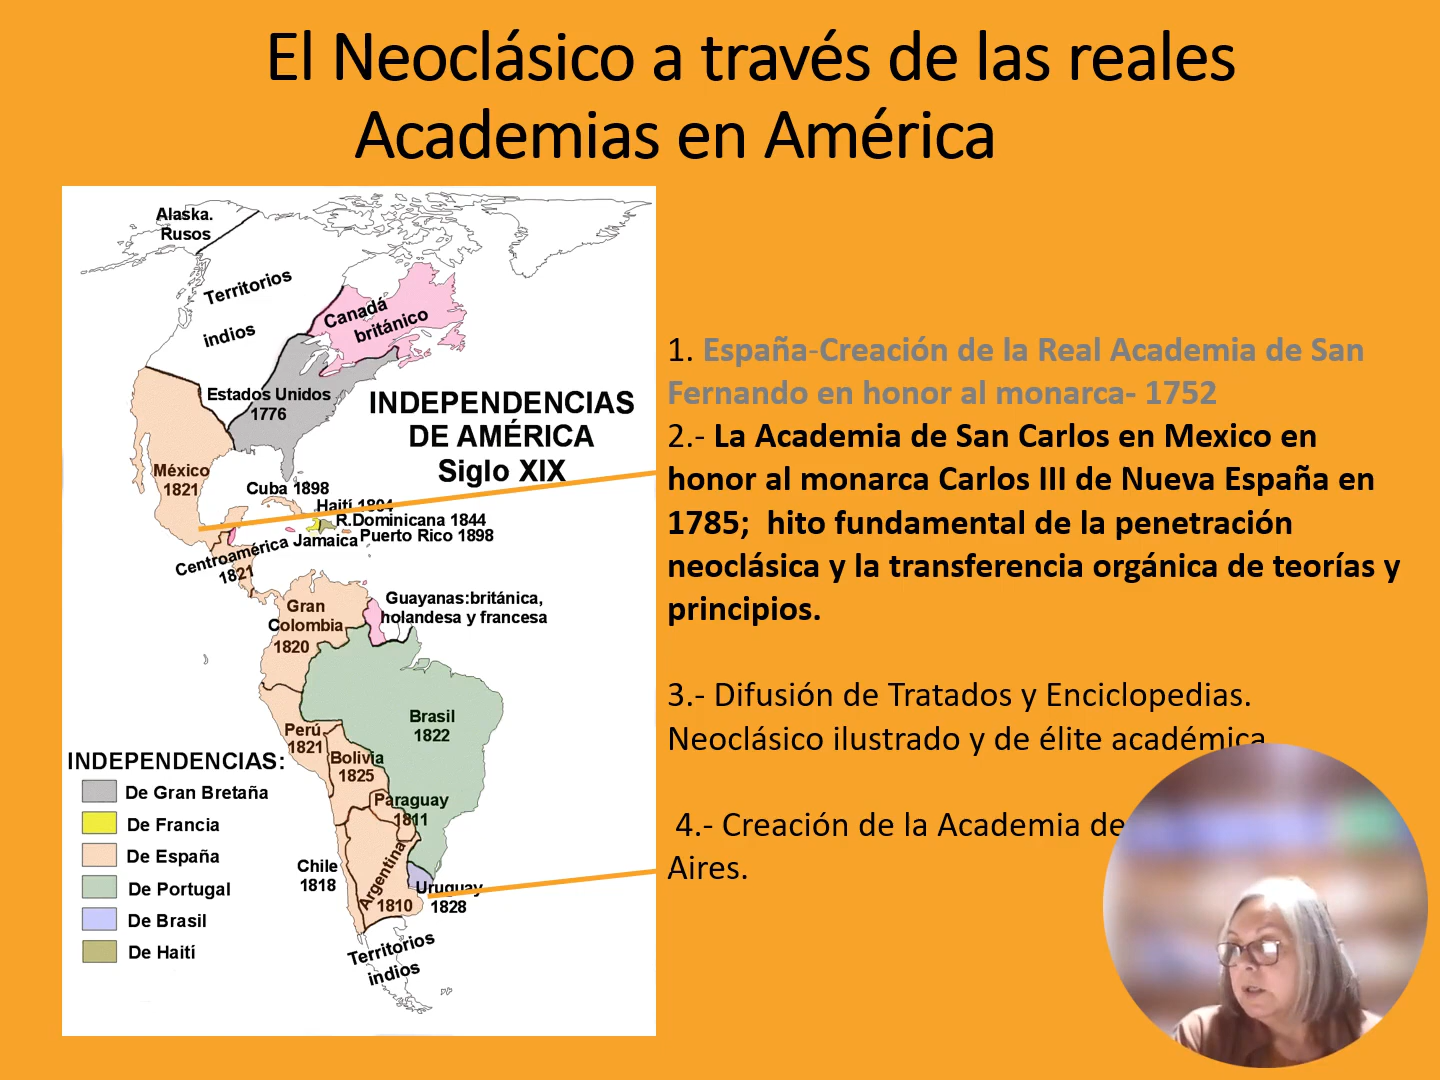 El Neoclásico a través de las reales
Academias en América
Alaska.
Rusos
Territorios
indios
Canadá
británico
Estados Unidos
1776
INDEPENDENCIAS
DE AMÉRICA
Siglo XIX
México
1821
Cuba 1898
Haití 1804
R.Dominicana 1844
Jamaica
Puerto Rico 1898
Centroamérica
1821
Guayanas:británica,
holandesa y francesa
Gran
Colombia
1820
Brasil
1822
Perú
1821
Bolivia
1825
Paraguay
1811
Chile
1818
Argentina
1810
Uruguay
1828
Territorios
indios
INDEPENDENCIAS:
De Gran Bretaña
De Francia
De España
De Portugal
De Brasil
De Haití
1. España-Creación de la Real Academia de San
Fernando en honor al monarca- 1752
2.- La Academia de San Carlos en Mexico en
honor al monarca Carlos III de Nueva España en
1785;  hito fundamental de la penetración
neoclásica y la transferencia orgánica de teorías y
principios.
3.- Difusión de Tratados y Enciclopedias.
Neoclásico ilustrado y de élite académica
4.- Creación de la Academia de
Aires.